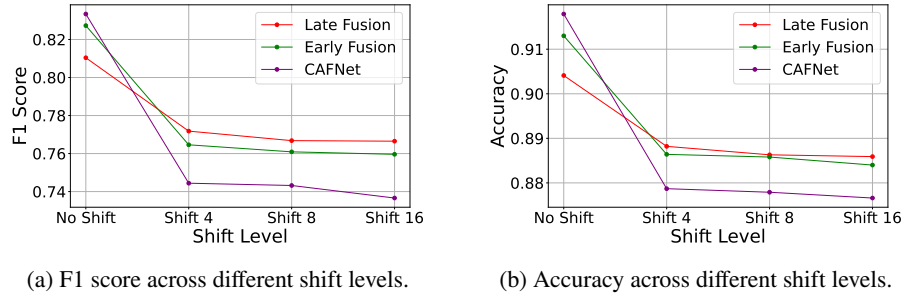 0.82
0.80
0.78
0.76
0.74
F1 Score
Late Fusion
Early Fusion
CAFNet
No Shift Shift 4 Shift 8 Shift 16
Shift Level
(a) F1 score across different shift levels.
0.91
0.90
0.89
0.88
Accuracy
Late Fusion
Early Fusion
CAFNet
No Shift Shift 4 Shift 8 Shift 16
Shift Level
(b) Accuracy across different shift levels.